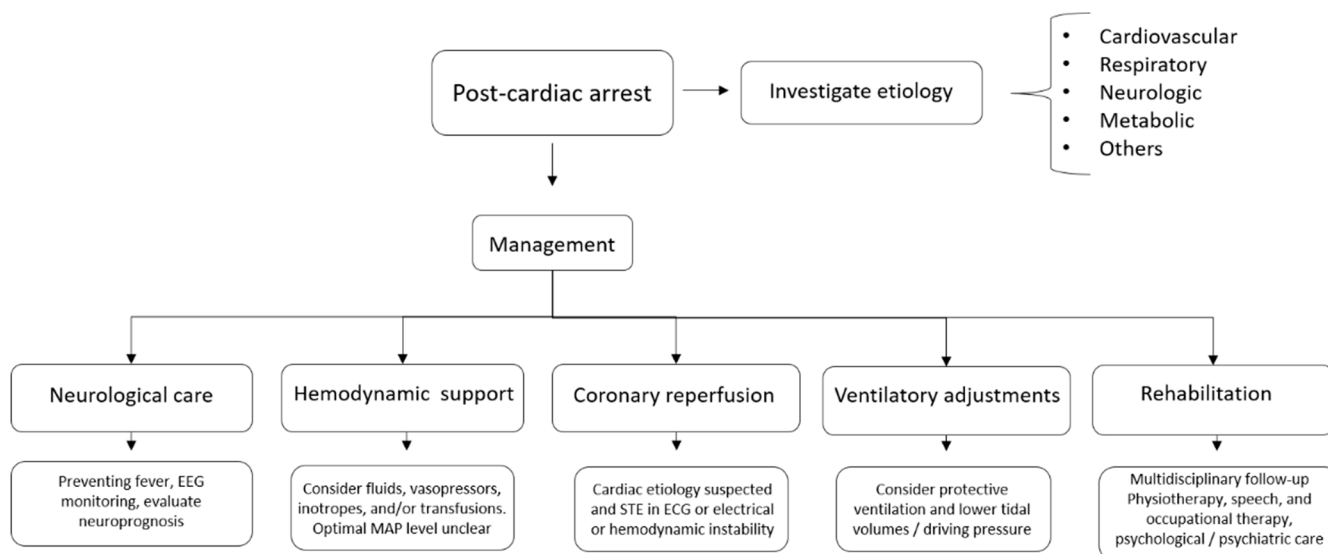 Post-cardiac arrest
Investigate etiology
• Cardiovascular
• Respiratory
• Neurologic
• Metabolic
• Others
Management
Neurological care
Hemodynamic support
Coronary reperfusion
Ventilatory adjustments
Rehabilitation
Preventing fever, EEG
monitoring, evaluate
neuroprognosis
Consider fluids, vasopressors,
inotropes, and/or transfusions.
Optimal MAP level unclear
Cardiac etiology suspected
and STE in ECG or electrical
or hemodynamic instability
Consider protective
ventilation and lower tidal
volumes / driving pressure
Multidisciplinary follow-up
Physiotherapy, speech, and
occupational therapy,
psychological / psychiatric care